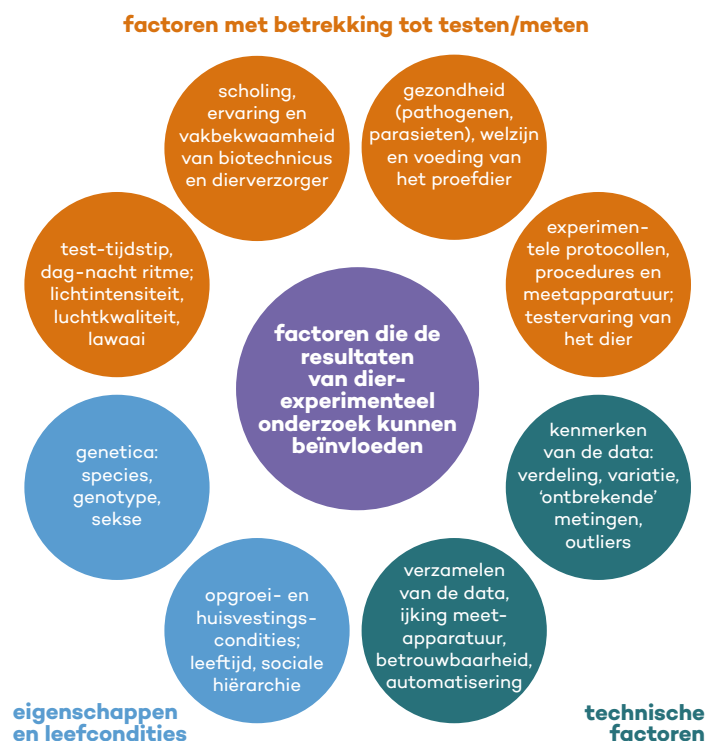 factoren met betrekking tot testen/meten
scholing,
ervaring en
vakbekwaamheid
van biotechnicus
en dierverzorger
gezondheid
(pathogenen,
parasieten), welzijn
en voeding van
het proefdier
test-tijdstip,
dag-nacht ritme;
lichtintensiteit,
luchtkwaliteit,
lawaai
experimen-
tele protocollen,
procedures en
meetapparatuur;
testervaring van
het dier
factoren die de
resultaten
van dier-
experimenteel
onderzoek kunnen
beïnvloeden
genetica:
species,
genotype,
sekse
kenmerken
van de data:
verdeling, variatie,
‘ontbrekende’
metingen,
outliers
opgroei- en
huisvestings-
condities;
leeftijd, sociale
hiërarchie
verzamelen
van de data,
ijking meet-
apparatuur,
betrouwbaarheid,
automatisering
eigenschappen
en leefcondities
technische
factoren